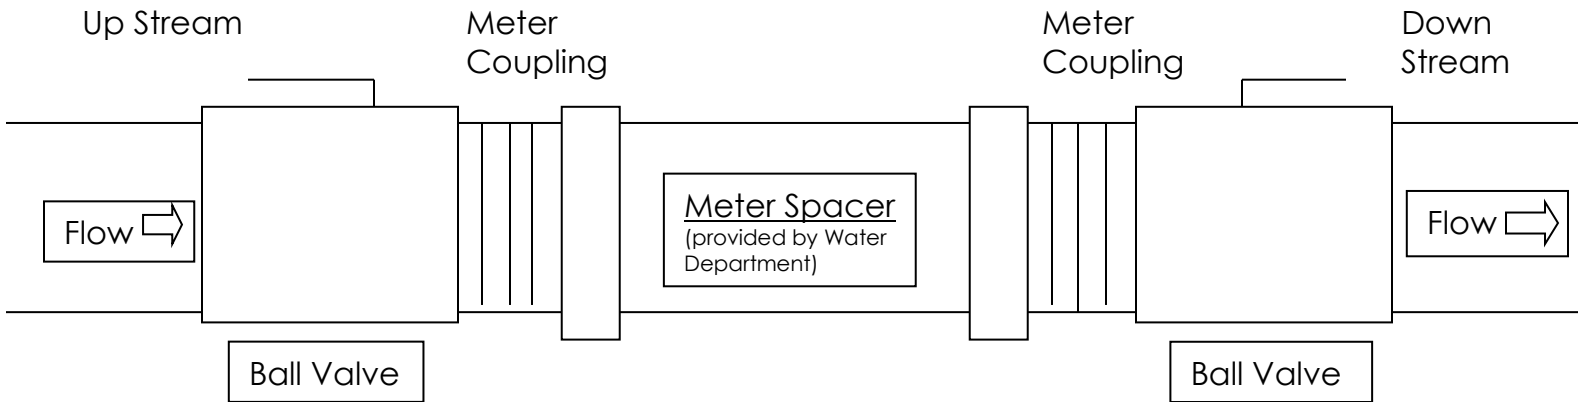 Up Stream
Meter
Coupling
Meter
Coupling
Down
Stream
Flow
Meter Spacer
(provided by Water
Department)
Flow
Ball Valve
Ball Valve